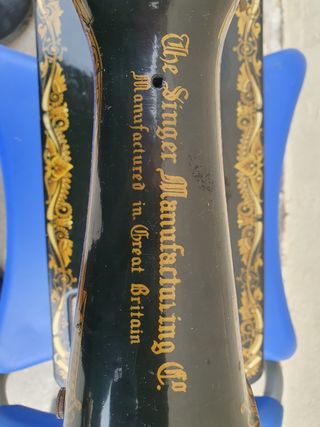 The Singer Manufacturing Co.
Manufactured in Great Britain